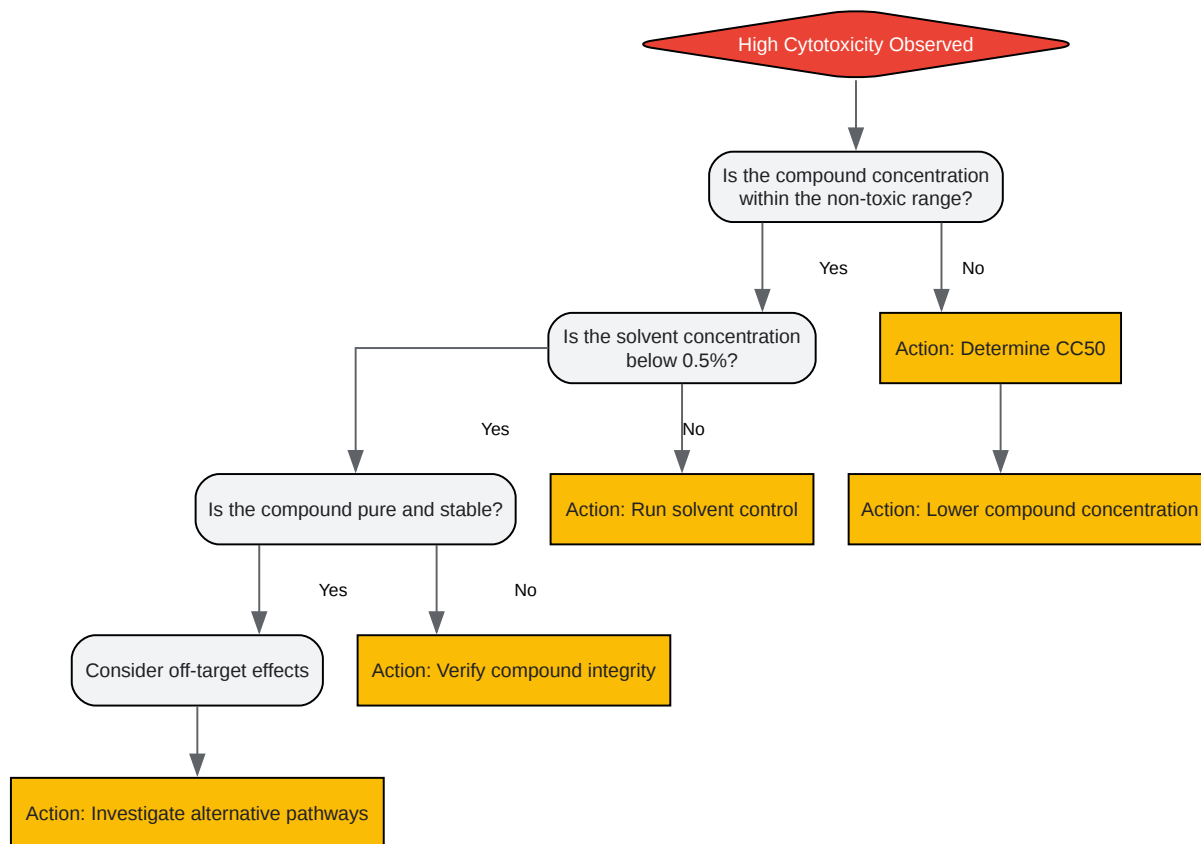 High Cytotoxicity Observed
Is the compound concentration
within the non-toxic range?
Yes
No
Is the solvent concentration
below 0.5%?
Action: Determine CC50
Yes
No
Is the compound pure and stable?
Action: Run solvent control
Action: Lower compound concentration
Yes
No
Consider off-target effects
Action: Verify compound integrity
Action: Investigate alternative pathways